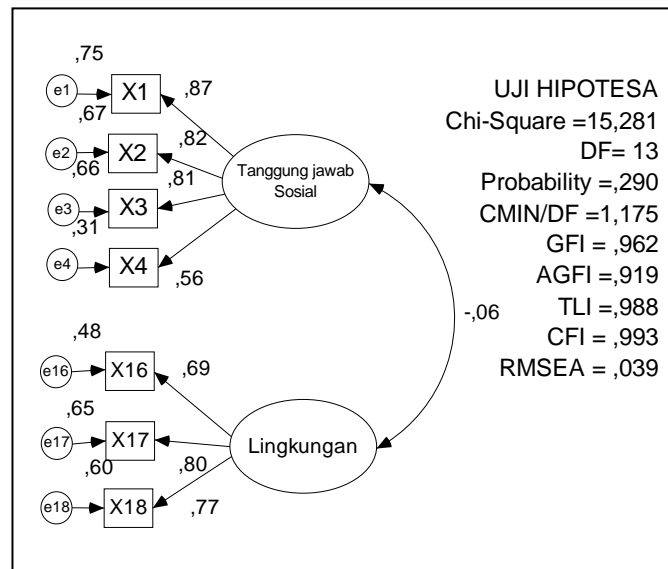 ,75
e1
X1
,87
,67
e2
X2
,82
,66
e3
X3
,81
,31
e4
X4
,56
Tanggung jawab
Sosial
-,06
,48
e16
X16
,69
,65
e17
X17
,80
,60
e18
X18
,77
Lingkungan
UJI HIPOTESA
Chi-Square =15,281
DF= 13
Probability =,290
CMIN/DF =1,175
GFI = ,962
AGFI =,919
TLI =,988
CFI =,993
RMSEA = ,039